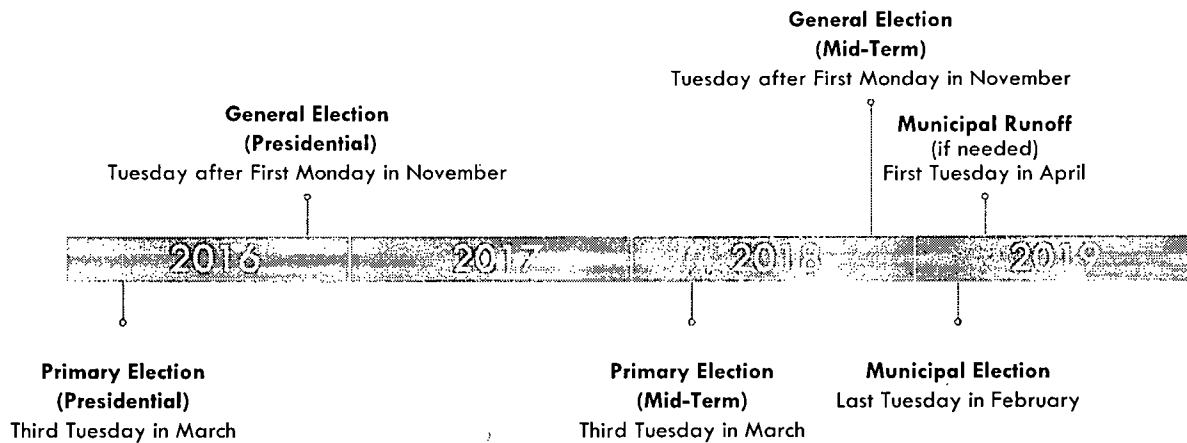 General Election
(Mid-Term)
Tuesday after First Monday in November
General Election
(Presidential)
Tuesday after First Monday in November
Municipal Runoff
(if needed)
First Tuesday in April
2016
2017
2018
2019
Primary Election
(Presidential)
Third Tuesday in March
Primary Election
(Mid-Term)
Third Tuesday in March
Municipal Election
Last Tuesday in February